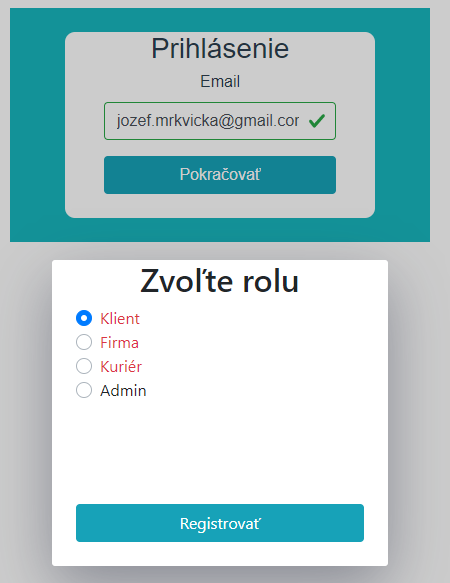 Prihlásenie
Email
jozef.mrkvicka@gmail.cor
Pokračovať
Zvoľte rolu
Klient
Firma
Kuriér
Admin
Registrovať